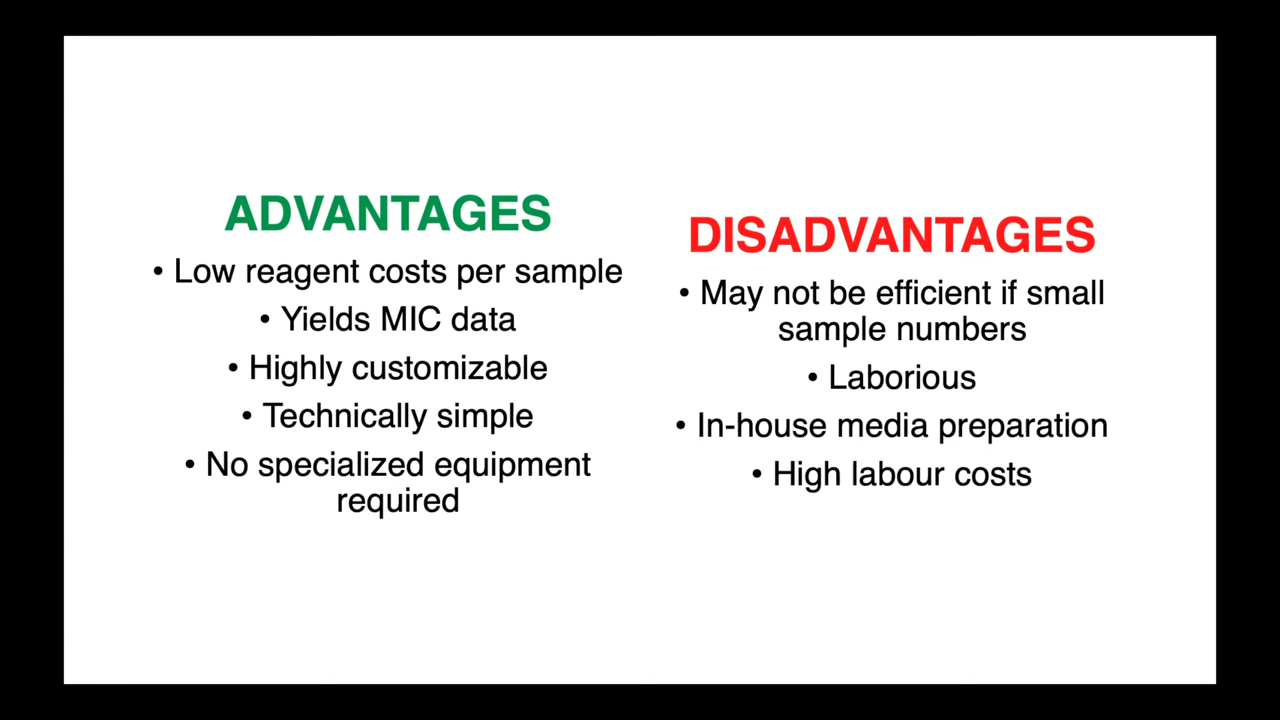 ADVANTAGES
• Low reagent costs per sample
• Yields MIC data
• Highly customizable
• Technically simple
• No specialized equipment
required
DISADVANTAGES
• May not be efficient if small
sample numbers
• Laborious
• In-house media preparation
• High labour costs